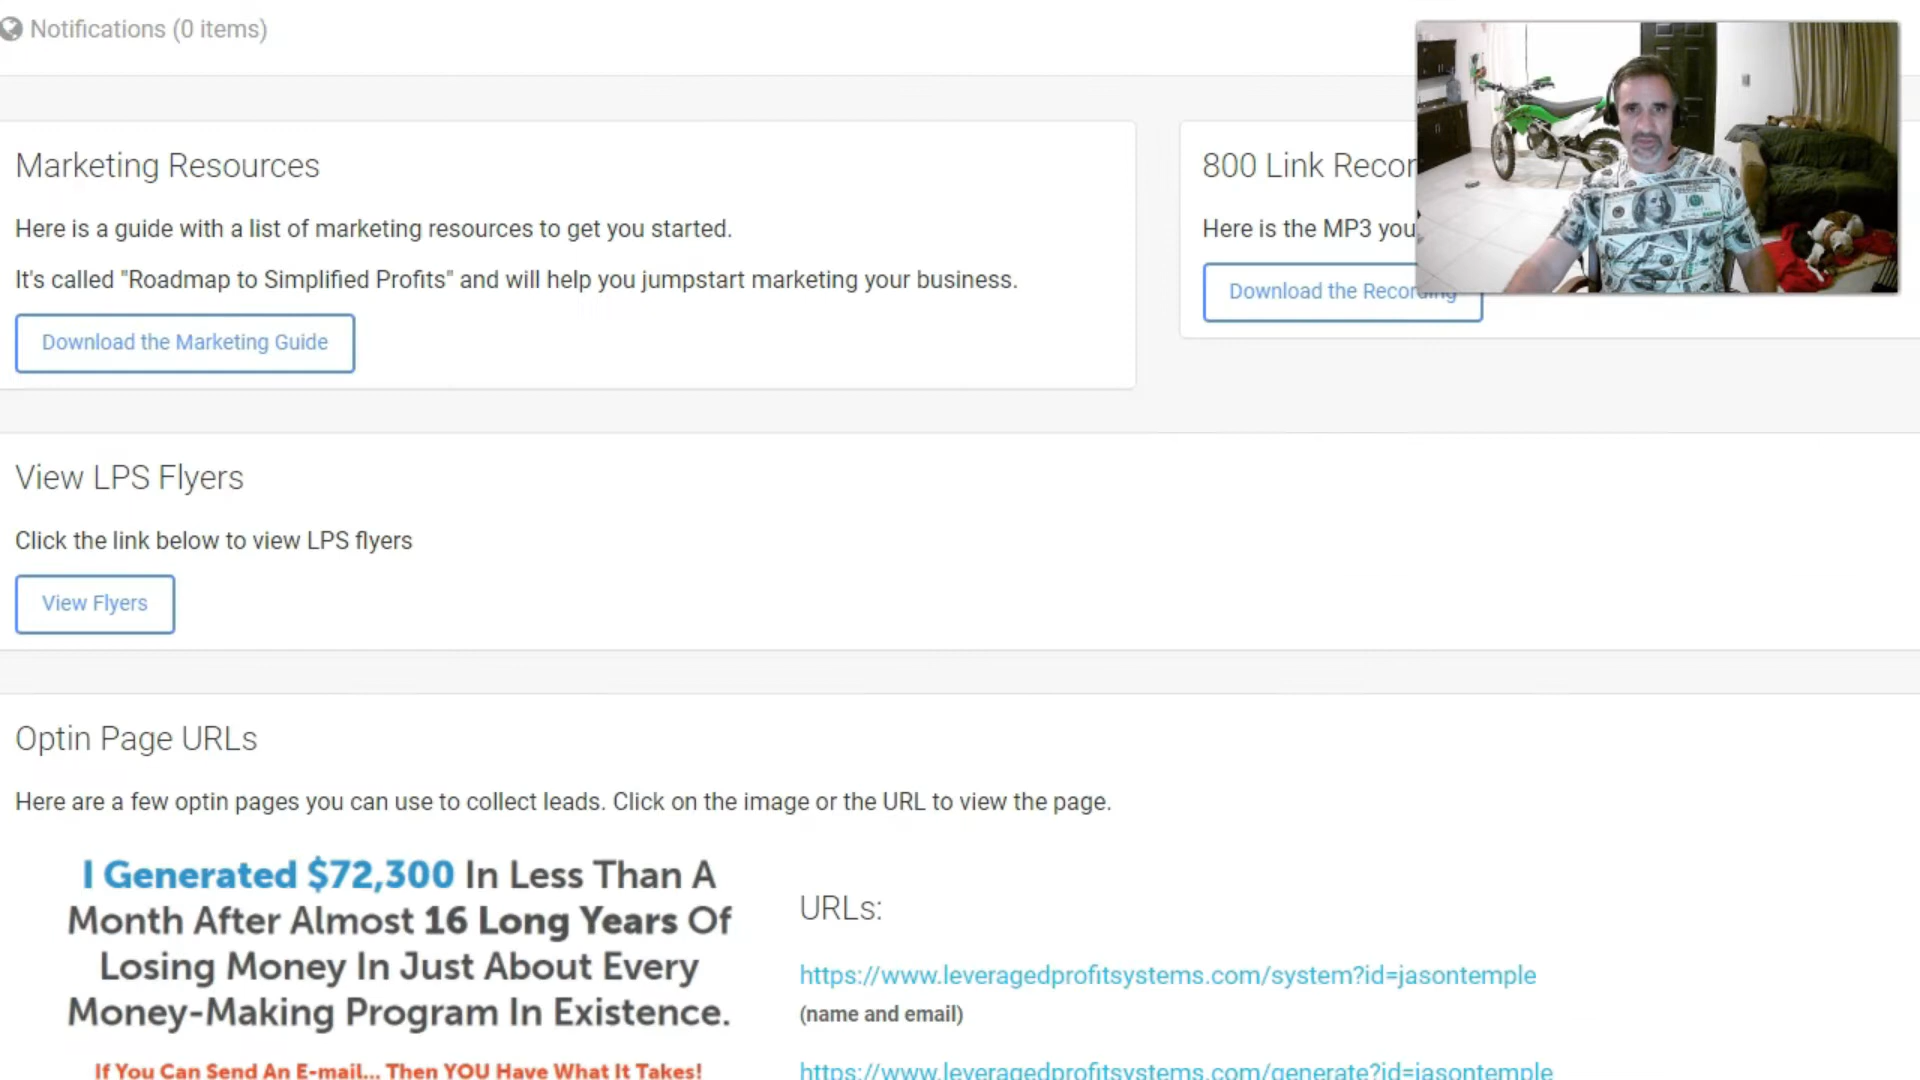 Notifications (0 items)
Marketing Resources
Here is a guide with a list of marketing resources to get you started.
It's called "Roadmap to Simplified Profits" and will help you jumpstart marketing your business.
Download the Marketing Guide
800 Link Recor
Here is the MP3 you
Download the Recording
View LPS Flyers
Click the link below to view LPS flyers
View Flyers
Optin Page URLs
Here are a few optin pages you can use to collect leads. Click on the image or the URL to view the page.
I Generated $72,300 In Less Than A
Month After Almost 16 Long Years Of
Losing Money In Just About Every
Money-Making Program In Existence.
If You Can Send An E-mail... Then YOU Have What It Takes!
URLs:
https://www.leveragedprofitsystems.com/system?id=jasontemple
(name and email)
https://www.leveragedprofitsystems.com/generate?id=jasontemple